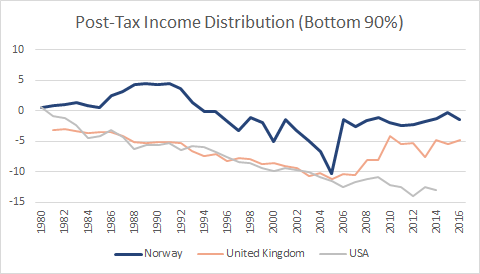 Post-Tax Income Distribution (Bottom 90%)
10
5
0
-5
-10
-15
1980 1982 1984 1986 1988 1990 1992 1994 1996 1998 2000 2002 2004 2006 2008 2010 2012 2014 2016
Norway United Kingdom USA